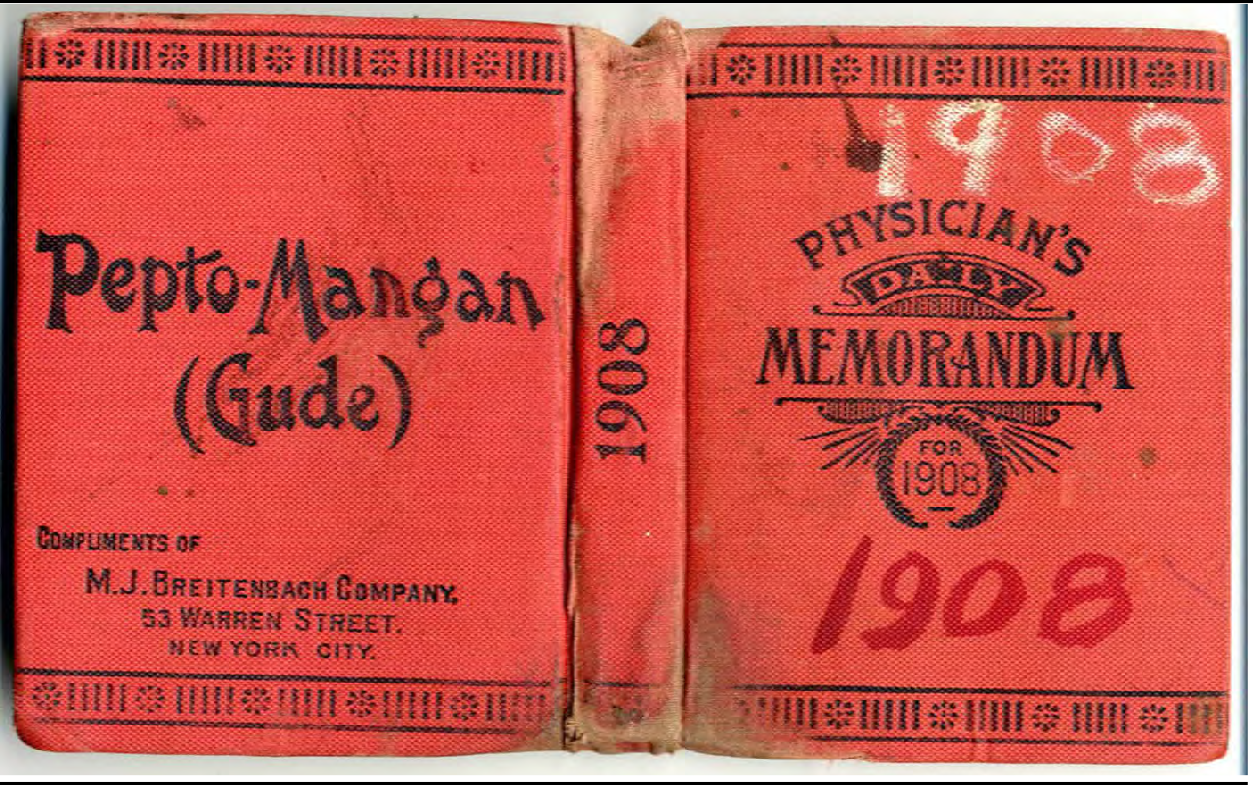 Pepto-Mangan
(Gude)
COMPLIMENTS OF
M.J. BREITENBACH COMPANY,
53 WARREN STREET.
NEW YORK CITY.
1908
1908
PHYSICIAN'S
DAILY
MEMORANDUM
FOR
1908
1908